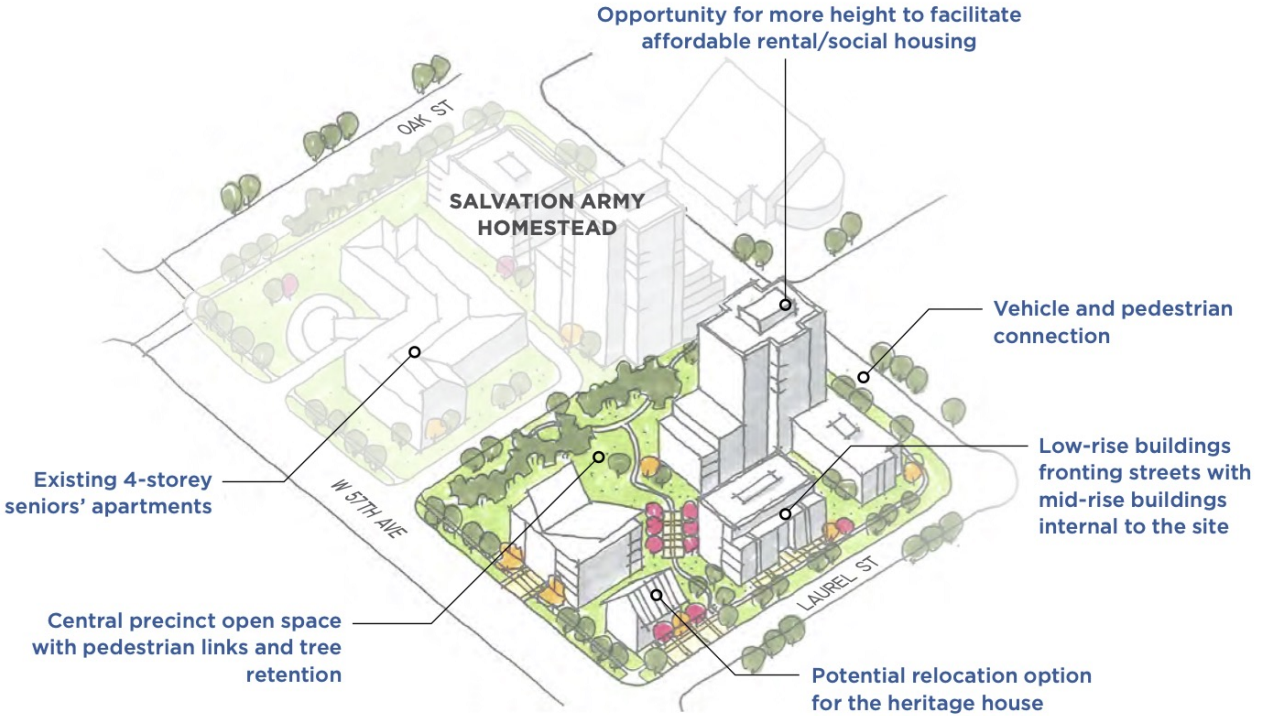 Opportunity for more height to facilitate
affordable rental/social housing
OAK ST
SALVATION ARMY
HOMESTEAD
Vehicle and pedestrian
connection
Low-rise buildings
fronting streets with
mid-rise buildings
internal to the site
Existing 4-storey
seniors’ apartments
W 57TH AVE
LAUREL ST
Central precinct open space
with pedestrian links and tree
retention
Potential relocation option
for the heritage house